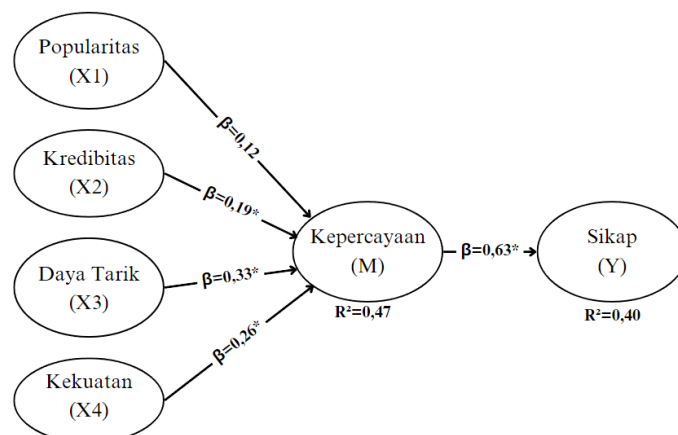 Popularitas
(X1)
β=0,12
Kredibitas
(X2)
β=0,19*
Kepercayaan
(M)
β=0,63*
Sikap
(Y)
Daya Tarik
(X3)
β=0,33*
R²=0,47
R²=0,40
β=0,26*
Kekuatan
(X4)